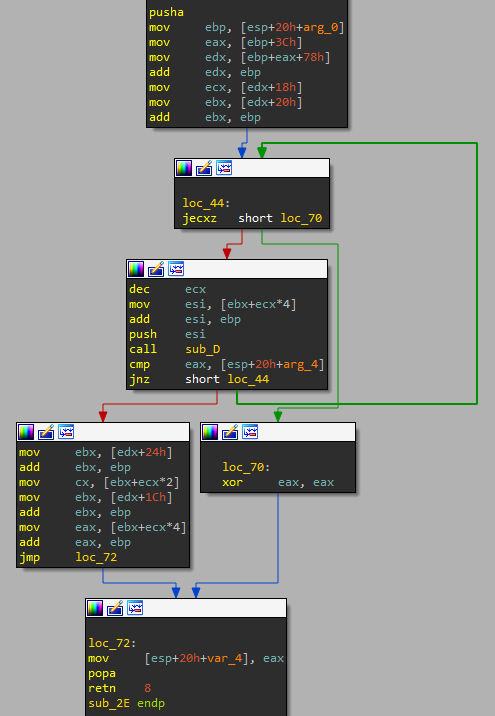 pusha
mov ebp, [esp+20h+arg_0]
mov eax, [ebp+3Ch]
mov edx, [ebp+eax+78h]
add edx, ebp
mov ecx, [edx+18h]
mov ebx, [edx+20h]
add ebx, ebp
loc_44:
jecxz short loc_70
dec ecx
mov esi, [ebx+ecx*4]
add esi, ebp
push esi
call sub_D
cmp eax, [esp+20h+arg_4]
jnz short loc_44
mov ebx, [edx+24h]
add ebx, ebp
mov cx, [ebx+ecx*2]
mov ebx, [edx+1Ch]
add ebx, ebp
mov eax, [ebx+ecx*4]
add eax, ebp
jmp loc_72
loc_70:
xor eax, eax
loc_72:
mov [esp+20h+var_4], eax
popa
retn 8
sub_2E endp